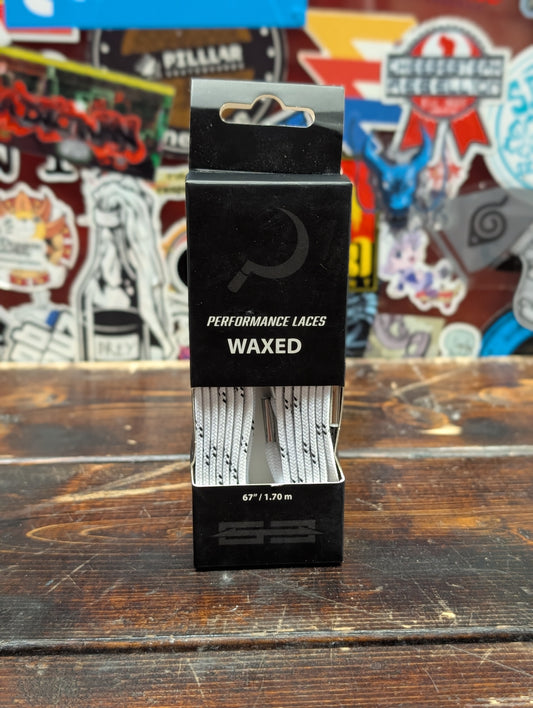 PILLAR
PERFORMANCE LACES
WAXED
67" / 1.70 m